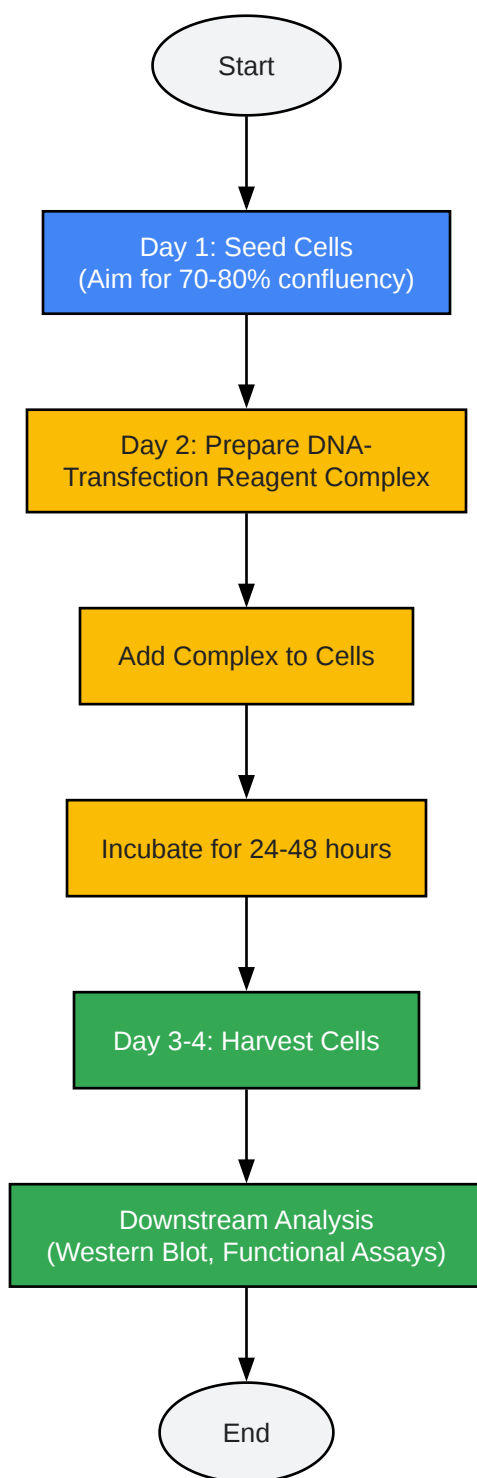 Start
Day 1: Seed Cells
(Aim for 70-80% confluency)
Day 2: Prepare DNA-
Transfection Reagent Complex
Add Complex to Cells
Incubate for 24-48 hours
Day 3-4: Harvest Cells
Downstream Analysis
(Western Blot, Functional Assays)
End